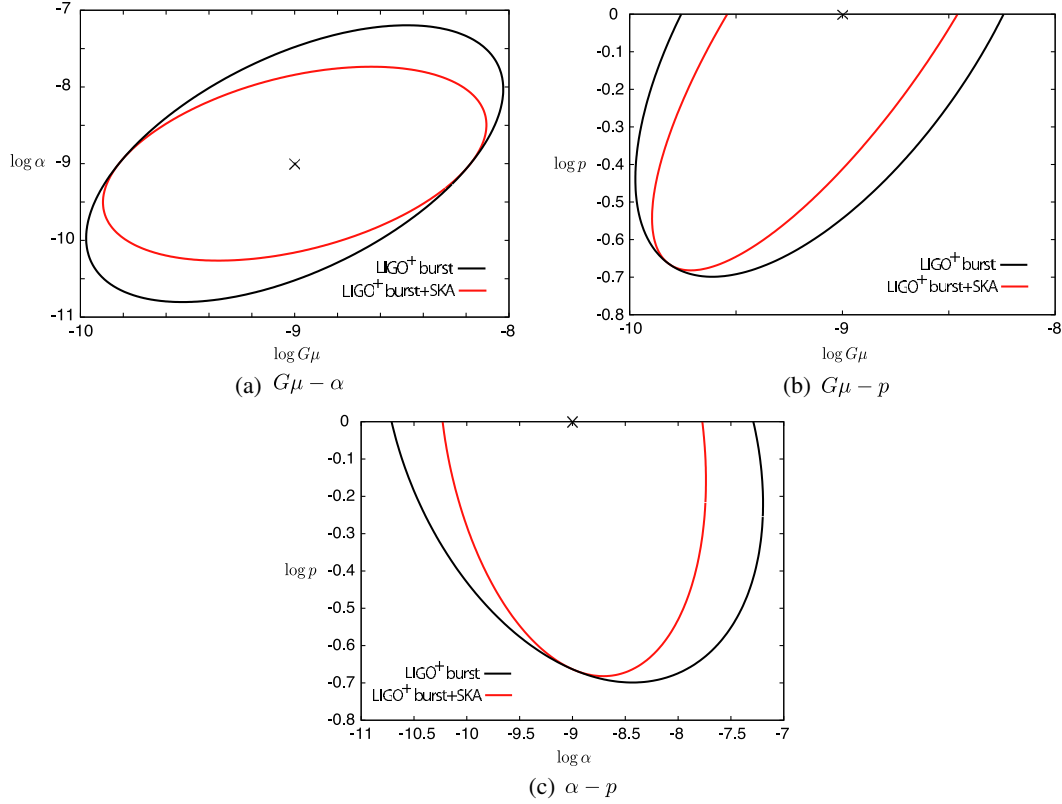 -7
-8
log α
-9
-10
-11
-10
-9
-8
log Gμ
LIGO⁺ burst
LIGO⁺ burst+SKA
(a) Gμ − α
0
-0.1
-0.2
-0.3
log p
-0.4
-0.5
-0.6
-0.7
-0.8
-10
-9
-8
log Gμ
LIGO⁺ burst
LIGO⁺ burst+SKA
(b) Gμ − p
0
-0.1
-0.2
-0.3
log p
-0.4
-0.5
-0.6
-0.7
-0.8
LIGO⁺ burst
LIGO⁺ burst+SKA
-11 -10.5 -10 -9.5 -9 -8.5 -8 -7.5 -7
log α
(c) α − p